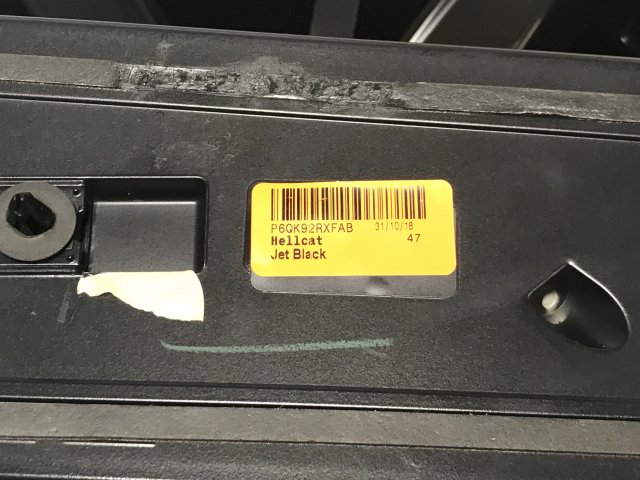 P6QK92RXFAB 31/10/18
Hellcat 47
Jet Black